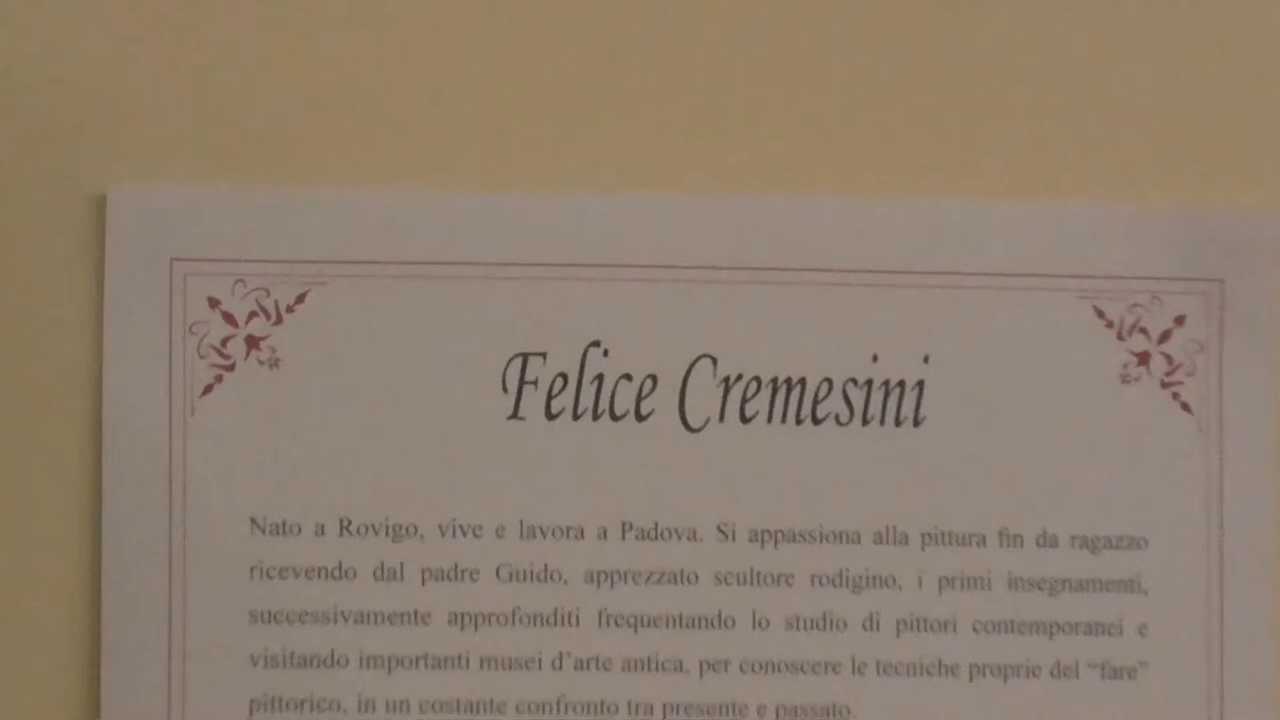 Felice Cremesini
Nato a Rovigo, vive e lavora a Padova. Si appassiona alla pittura fin da ragazzo
ricevendo dal padre Guido, apprezzato scultore rodigino, i primi insegnamenti,
successivamente approfonditi frequentando lo studio di pittori contemporanei e
visitando importanti musei d'arte antica, per conoscere le tecniche proprie del “fare”
pittorico, in un costante confronto tra presente e passato.